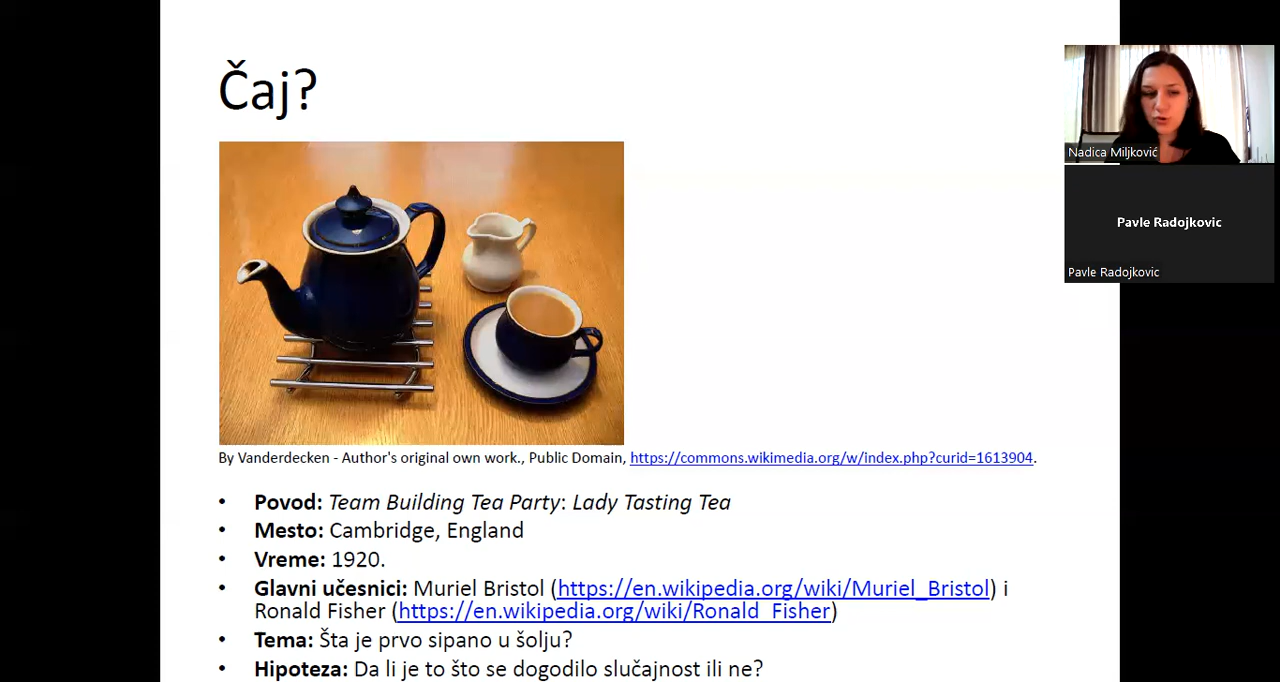 Čaj?
By Vanderdecken - Author's original own work., Public Domain, https://commons.wikimedia.org/w/index.php?curid=1613904.
• Povod: Team Building Tea Party: Lady Tasting Tea
• Mesto: Cambridge, England
• Vreme: 1920.
• Glavni učesnici: Muriel Bristol (https://en.wikipedia.org/wiki/Muriel_Bristol) i
Ronald Fisher (https://en.wikipedia.org/wiki/Ronald_Fisher)
• Tema: Šta je prvo sipano u šolju?
• Hipoteza: Da li je to što se dogodilo slučajnost ili ne?
Nadica Miljković
Pavle Radojkovic
Pavle Radojkovic